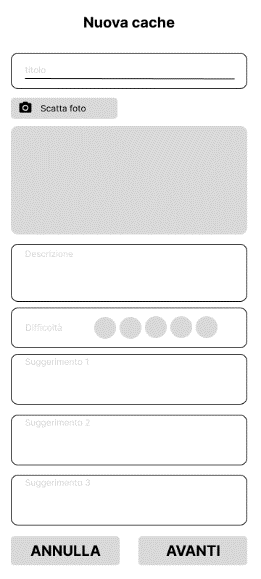 Nuova cache
titolo
Scatta foto
Descrizione
Difficoltà
Suggerimento 1
Suggerimento 2
Suggerimento 3
ANNULLA AVANTI